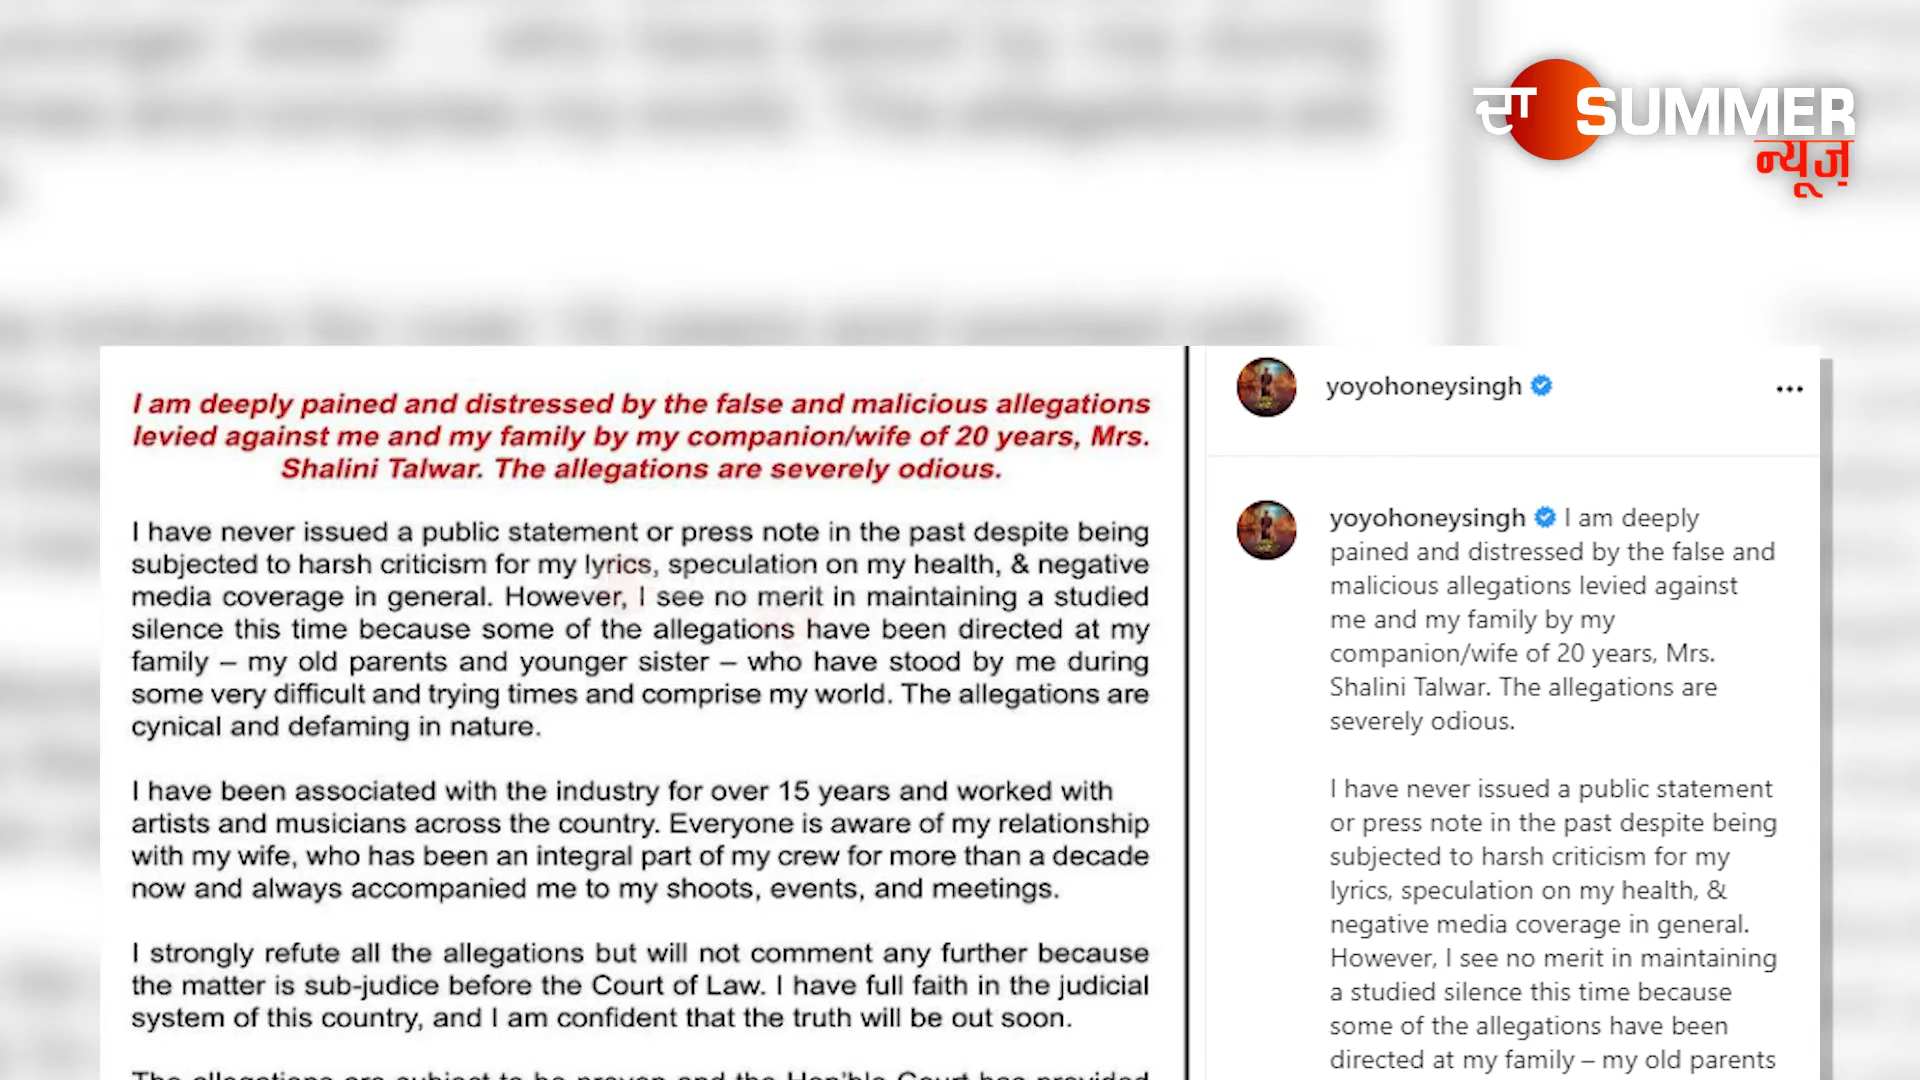 ਦਾ SUMMER
न्यूज़
I am deeply pained and distressed by the false and malicious allegations
levied against me and my family by my companion/wife of 20 years, Mrs.
Shalini Talwar. The allegations are severely odious.
I have never issued a public statement or press note in the past despite being
subjected to harsh criticism for my lyrics, speculation on my health, & negative
media coverage in general. However, I see no merit in maintaining a studied
silence this time because some of the allegations have been directed at my
family – my old parents and younger sister – who have stood by me during
some very difficult and trying times and comprise my world. The allegations are
cynical and defaming in nature.
I have been associated with the industry for over 15 years and worked with
artists and musicians across the country. Everyone is aware of my relationship
with my wife, who has been an integral part of my crew for more than a decade
now and always accompanied me to my shoots, events, and meetings.
I strongly refute all the allegations but will not comment any further because
the matter is sub-judice before the Court of Law. I have full faith in the judicial
system of this country, and I am confident that the truth will be out soon.
The allegations are subject to be proven and the Hon'ble Court has provided
yoyohoneysingh
yoyohoneysingh I am deeply
pained and distressed by the false and
malicious allegations levied against
me and my family by my
companion/wife of 20 years, Mrs.
Shalini Talwar. The allegations are
severely odious.
I have never issued a public statement
or press note in the past despite being
subjected to harsh criticism for my
lyrics, speculation on my health, &
negative media coverage in general.
However, I see no merit in maintaining
a studied silence this time because
some of the allegations have been
directed at my family – my old parents